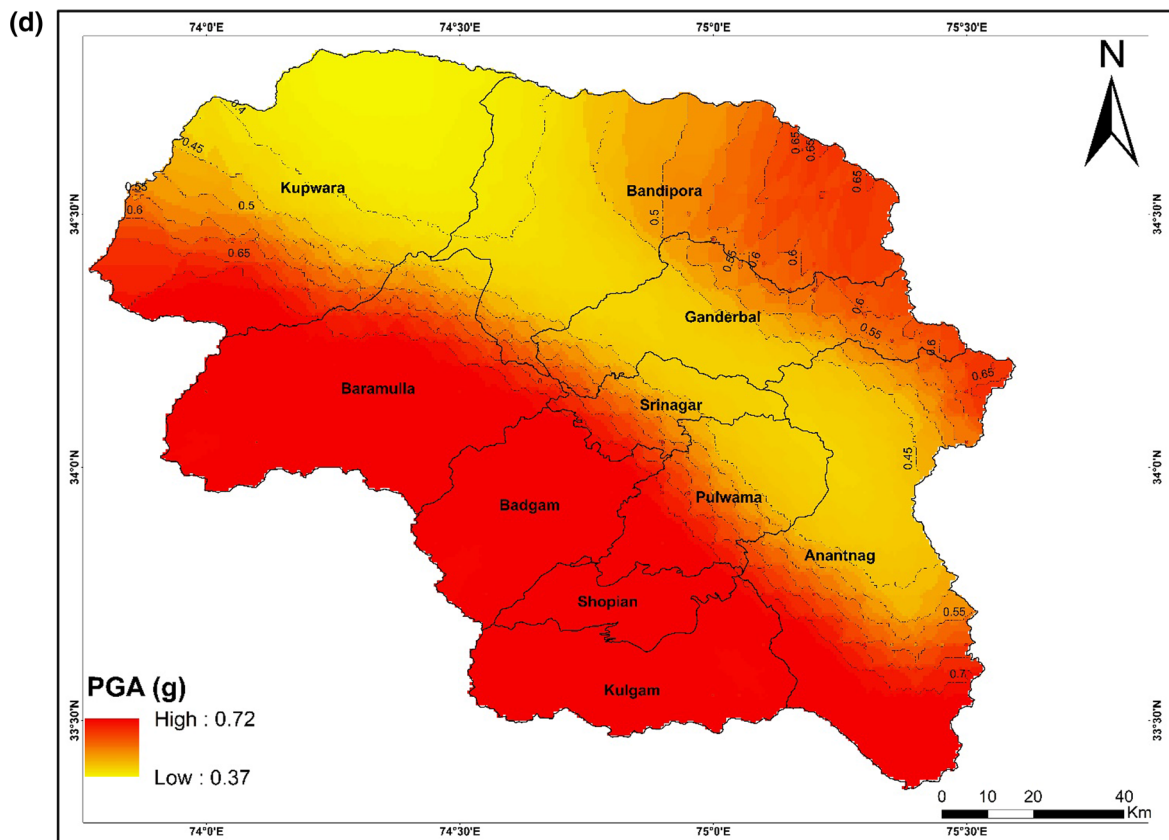 (d)
74°0'E 74°30'E 75°0'E 75°30'E
N
0.4
0.45
0.65
0.65
0.65
0.55
Kupwara
Bandipora
0.6
0.5
0.5
34°30'N 34°30'N
0.65
0.55
0.6
0.6
0.6
Ganderbal
0.55
0.6
0.65
Baramulla
Srinagar
0.45
34°0'N 34°0'N
Badgam
Pulwama
Anantnag
Shopian
0.55
0.7
Kulgam
PGA (g)
High : 0.72
Low : 0.37
33°30'N 33°30'N
0 10 20 40
Km
74°0'E 74°30'E 75°0'E 75°30'E